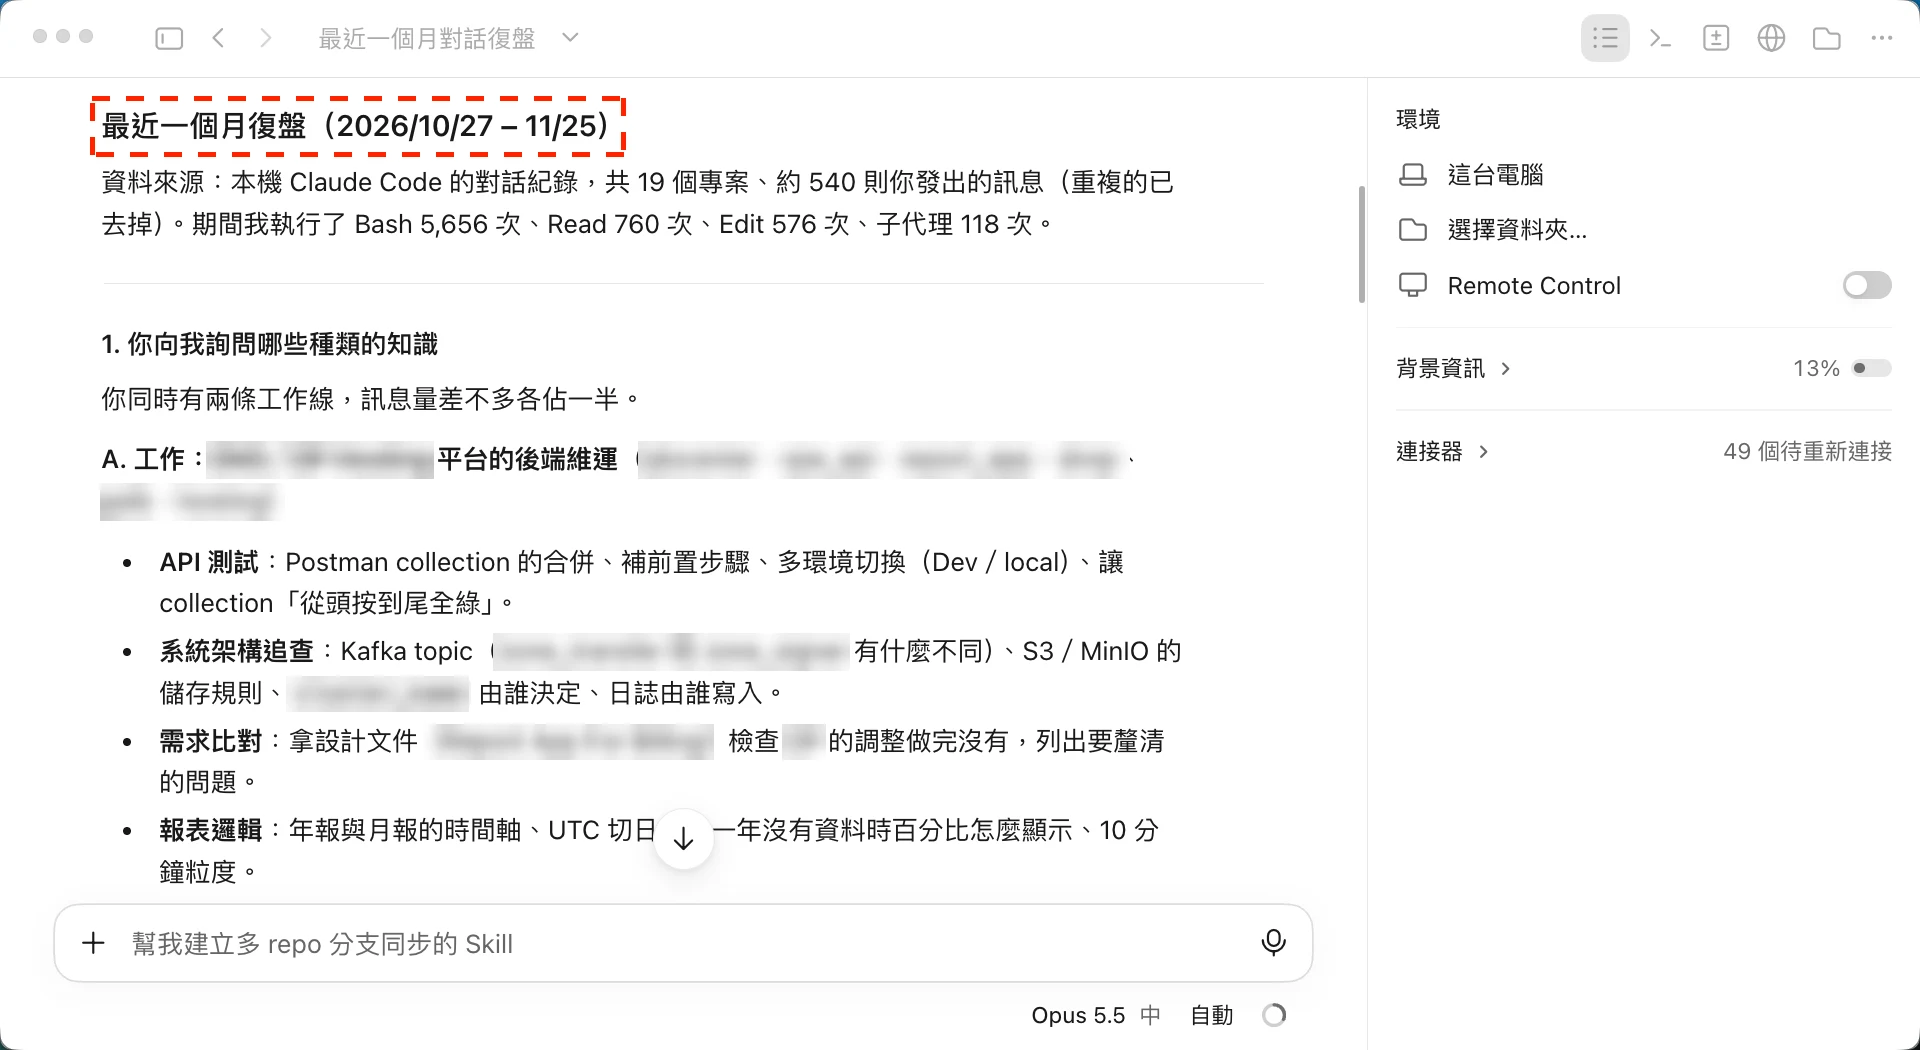 最近一個月對話復盤
最近一個月復盤（2026/10/27 – 11/25）
資料來源：本機 Claude Code 的對話紀錄，共 19 個專案、約 540 則你發出的訊息（重複的已
去掉）。期間我執行了 Bash 5,656 次、Read 760 次、Edit 576 次、子代理 118 次。
1. 你向我詢問哪些種類的知識
你同時有兩條工作線，訊息量差不多各佔一半。
A. 工作：平台的後端維運（、
API 測試：Postman collection 的合併、補前置步驟、多環境切換（Dev / local）、讓
collection「從頭按到尾全綠」。
系統架構追查：Kafka topic（有什麼不同）、S3 / MinIO 的
儲存規則、由誰決定、日誌由誰寫入。
需求比對：拿設計文件 檢查 的調整做完沒有，列出要釐清
的問題。
報表邏輯：年報與月報的時間軸、UTC 切日 一年沒有資料時百分比怎麼顯示、10 分
鐘粒度。
幫我建立多 repo 分支同步的 Skill
Opus 5.5 中 自動
環境
這台電腦
選擇資料夾...
Remote Control
背景資訊 13%
連接器 49 個待重新連接